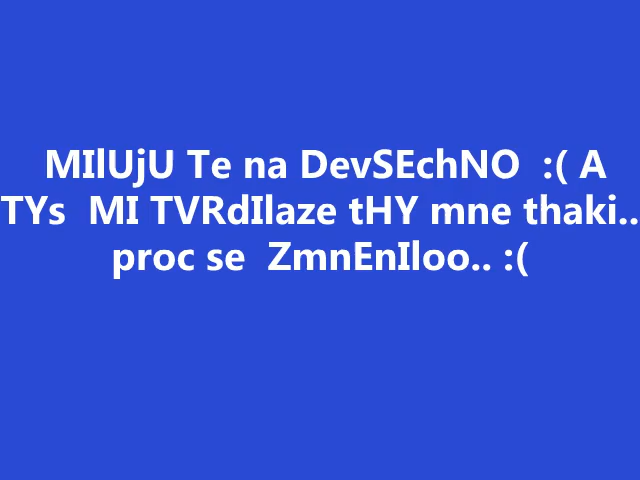 MIlUjU Te na DevSEchNO :( A
TYs MI TVRdIlaze tHY mne thaki..
proc se ZmnEnIloo.. :(